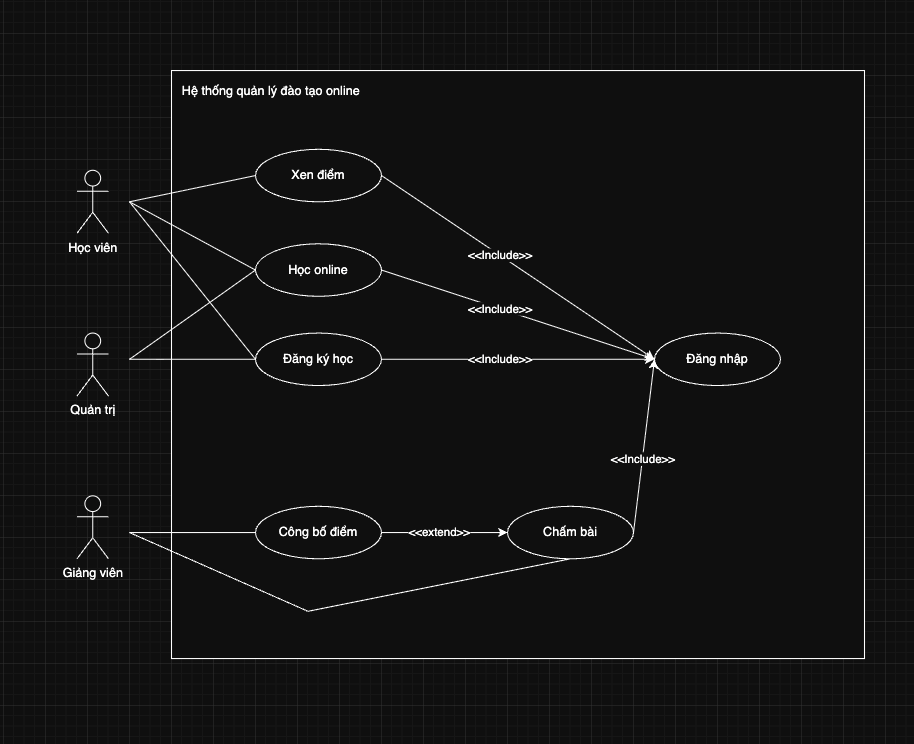 Hệ thống quản lý đào tạo online
Xen điểm
Học viên
<<Include>>
Học online
<<Include>>
Đăng ký học
<<Include>>
Đăng nhập
Quản trị
<<Include>>
Công bố điểm
<<extend>>
Chấm bài
Giảng viên